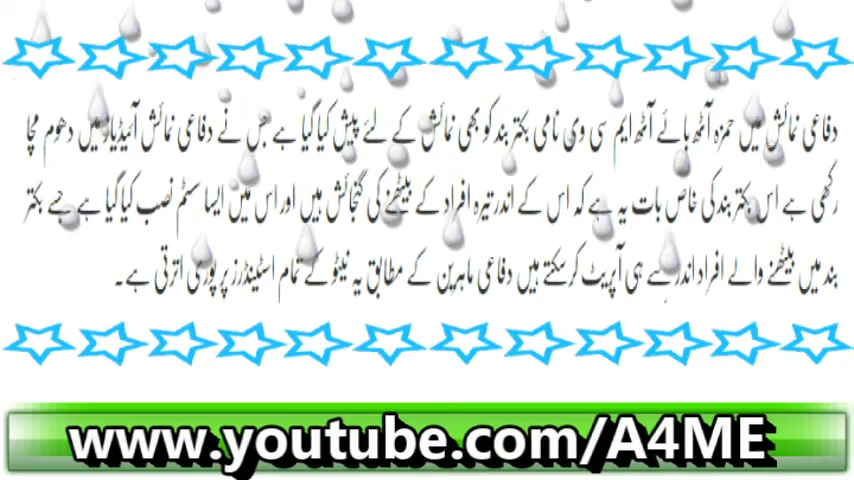 دفاعی نمائش میں حمزہ آٹھ بائے آٹھ ایم سی وی نامی بکتر بند کو بھی نمائش کے لئے پیش کیا گیا ہے جس نے دفاعی نمائش آئیڈیاز میں دھوم مچا
رکھی ہے اس بکتر بند کی خاص بات یہ ہے کہ اس کے اندر تیرہ افراد کے بیٹھنے کی گنجائش ہیں اور اس میں ایسا سسٹم نصب کیا گیا ہے جسے بکتر
بند میں بیٹھنے والے افراد اندر سے ہی آپریٹ کر سکتے ہیں دفاعی ماہرین کے مطابق یہ نیٹو کے تمام اسٹینڈرز پر پوری اترتی ہے۔
www.youtube.com/A4ME